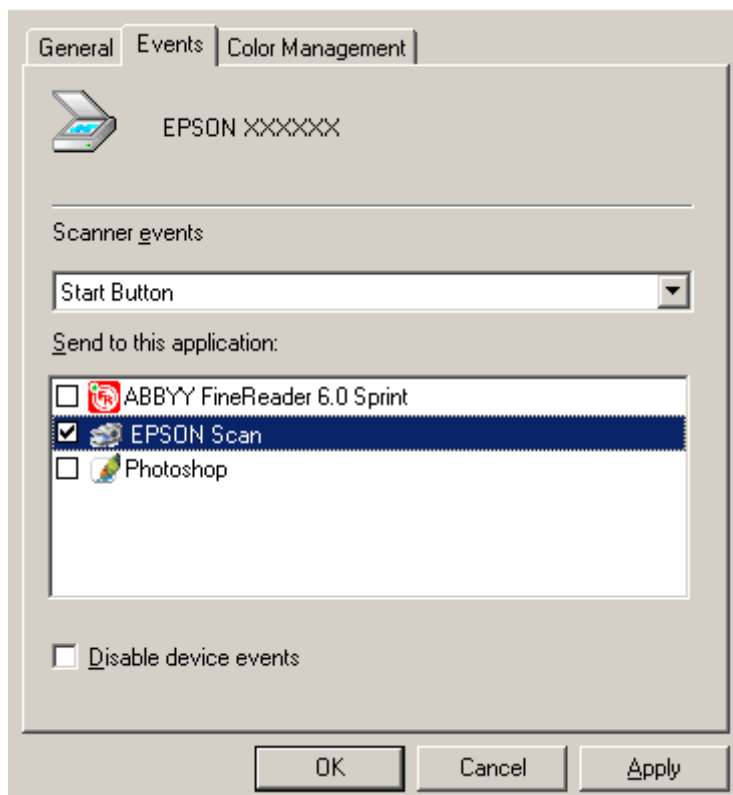 General Events Color Management
EPSON XXXXXX
Scanner events
Start Button
Send to this application:
ABBYY FineReader 6.0 Sprint
EPSON Scan
Photoshop
Disable device events
OK Cancel Apply